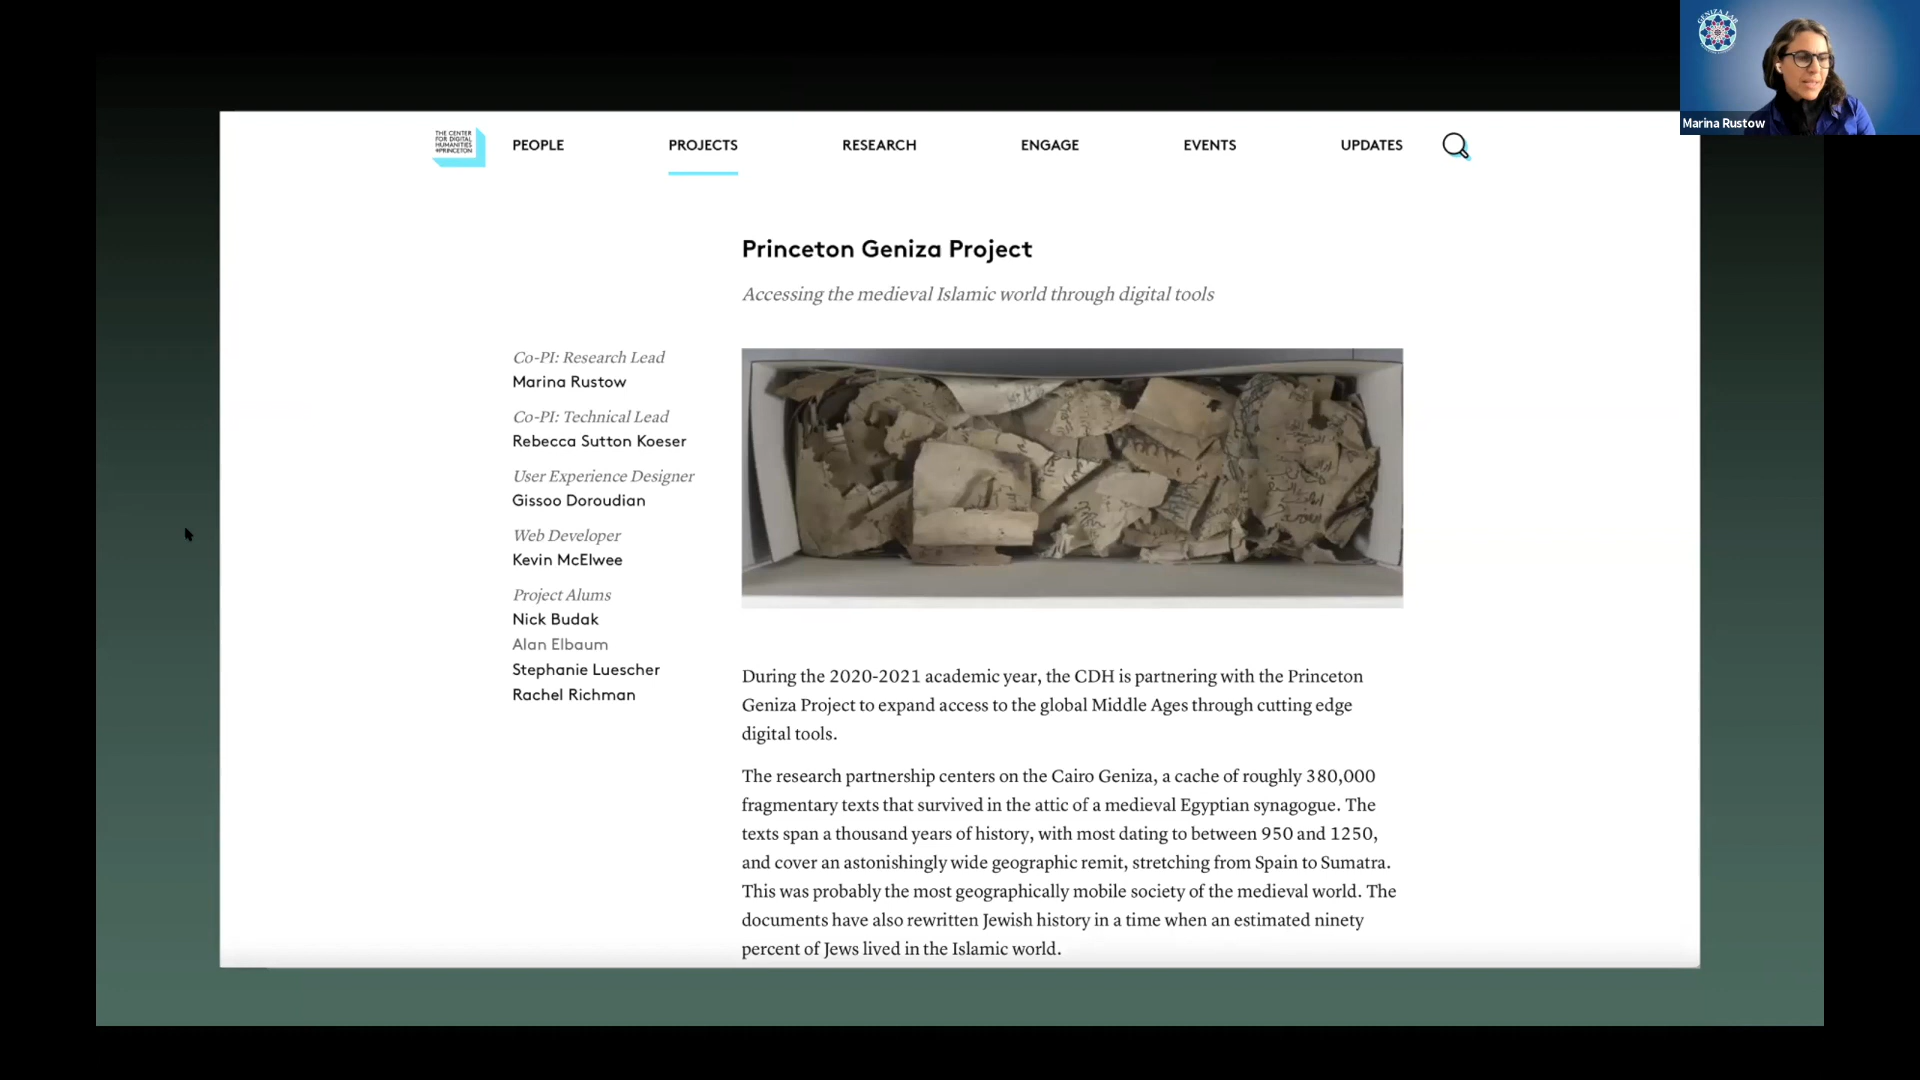 GENIZA LAB
Marina Rustow
THE CENTER
FOR DIGITAL
HUMANITIES
@PRINCETON
PEOPLE
PROJECTS
RESEARCH
ENGAGE
EVENTS
UPDATES
Princeton Geniza Project
Accessing the medieval Islamic world through digital tools
Co-PI: Research Lead
Marina Rustow
Co-PI: Technical Lead
Rebecca Sutton Koeser
User Experience Designer
Gissoo Doroudian
Web Developer
Kevin McElwee
Project Alums
Nick Budak
Alan Elbaum
Stephanie Luescher
Rachel Richman
During the 2020-2021 academic year, the CDH is partnering with the Princeton
Geniza Project to expand access to the global Middle Ages through cutting edge
digital tools.
The research partnership centers on the Cairo Geniza, a cache of roughly 380,000
fragmentary texts that survived in the attic of a medieval Egyptian synagogue. The
texts span a thousand years of history, with most dating to between 950 and 1250,
and cover an astonishingly wide geographic remit, stretching from Spain to Sumatra.
This was probably the most geographically mobile society of the medieval world. The
documents have also rewritten Jewish history in a time when an estimated ninety
percent of Jews lived in the Islamic world.